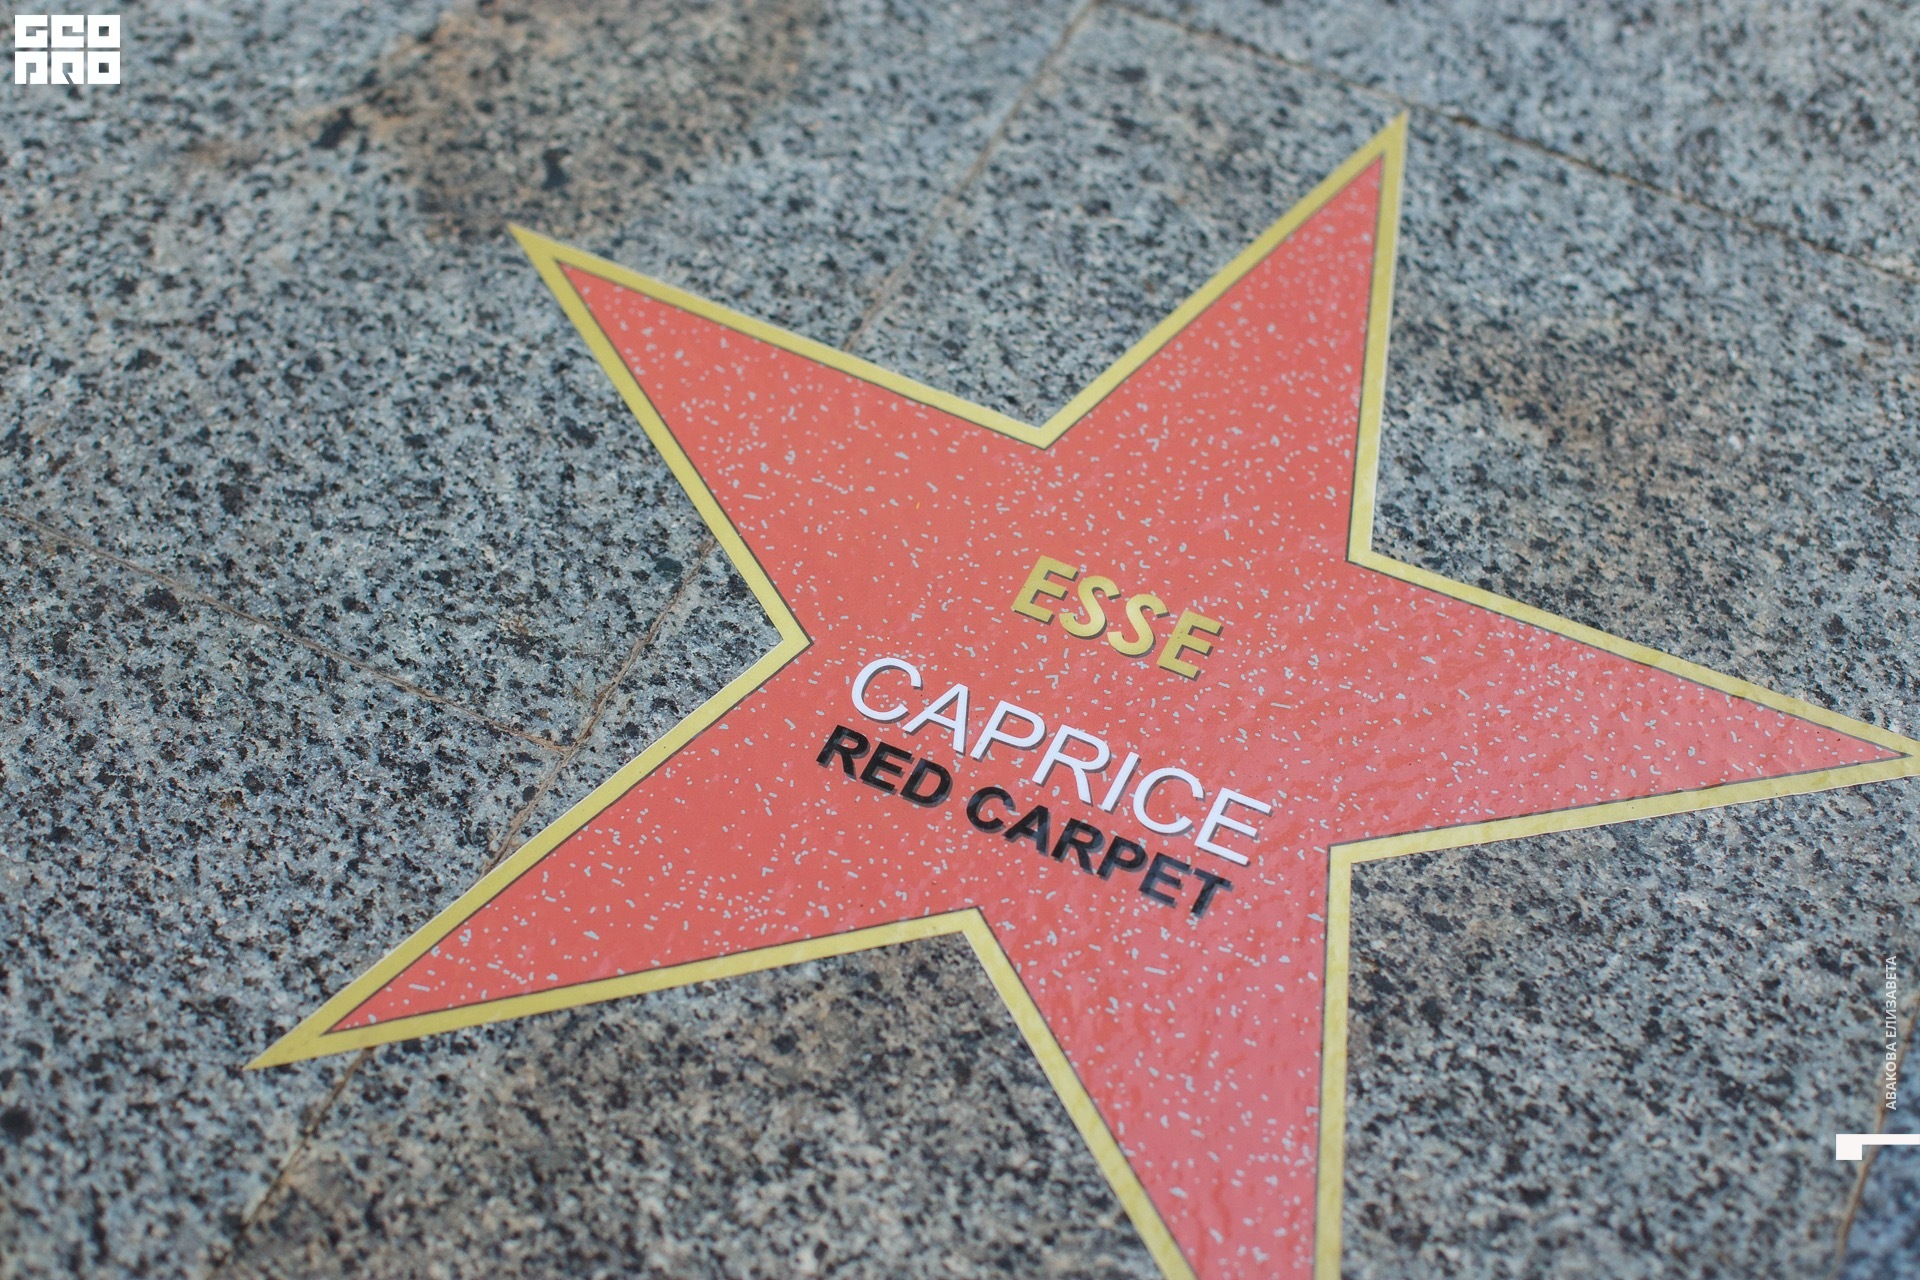 GEO
PRO
ESSE
CAPRICE
RED CARPET
АВАКОВА ЕЛИЗАВЕТА